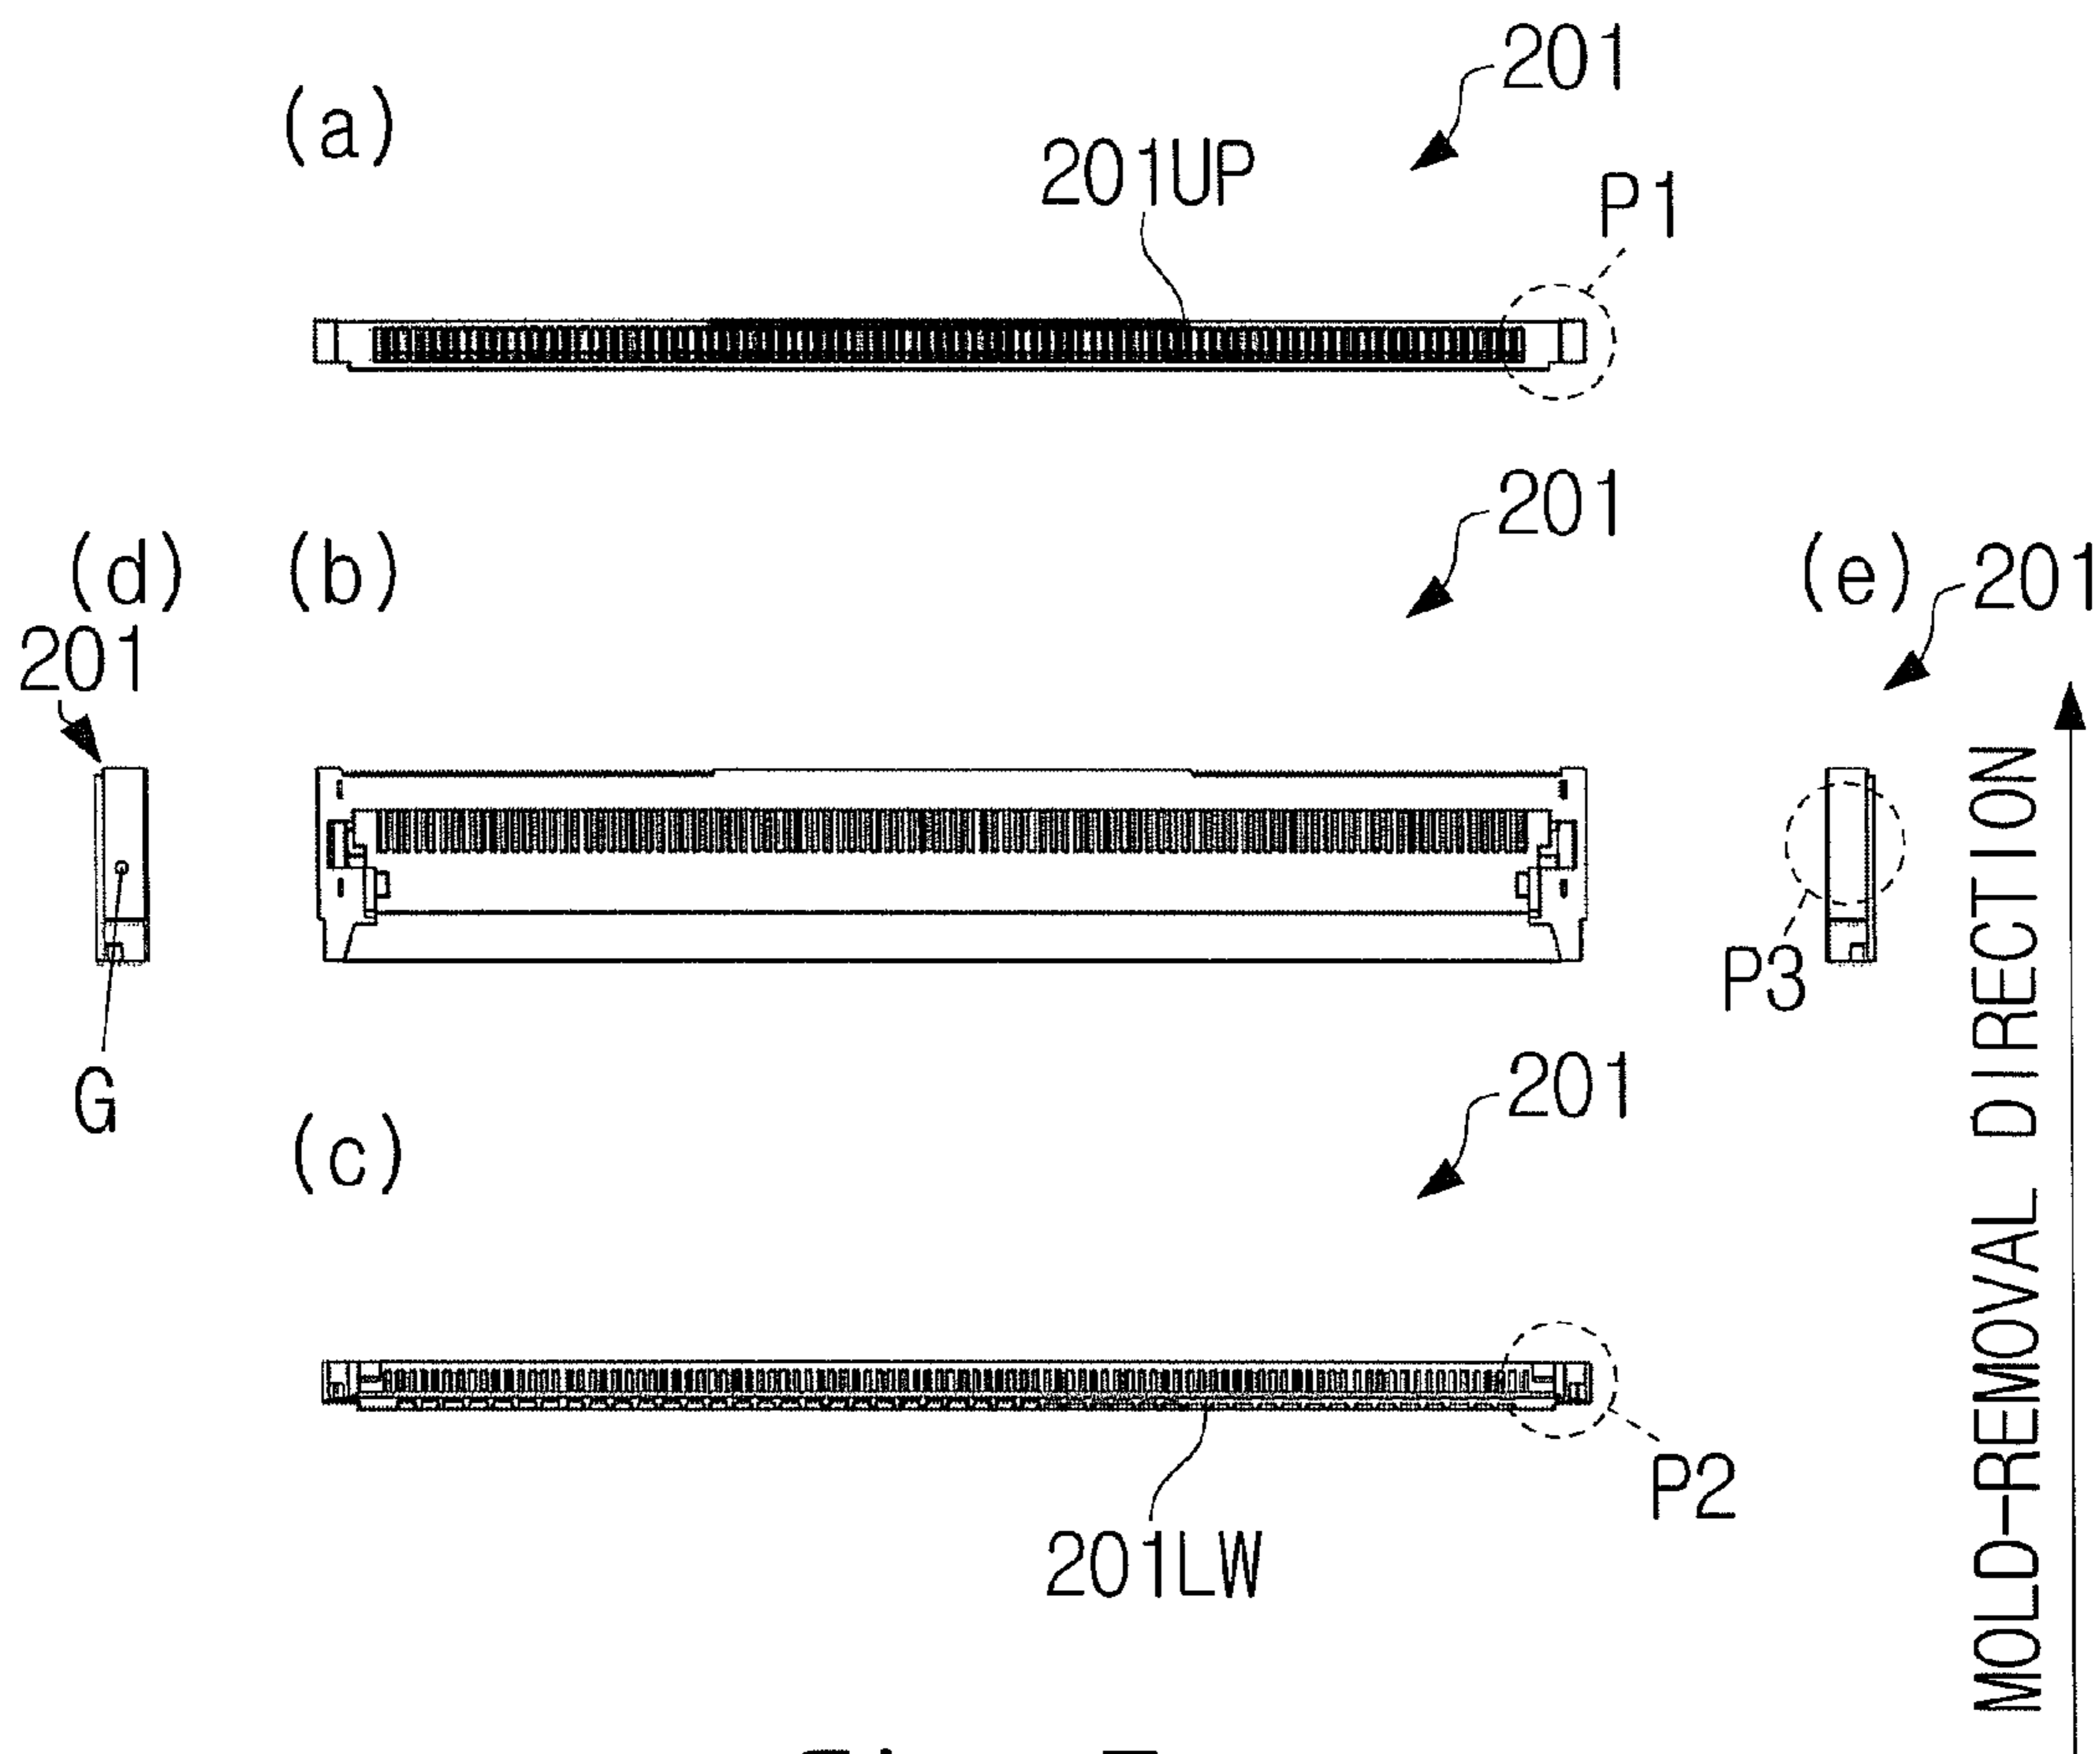 (a)
201
201UP
P1
(d)
201
G
(b)
201
(e)
201
P3
MOLD-REMOVAL DIRECTION
(c)
201
P2
201LW